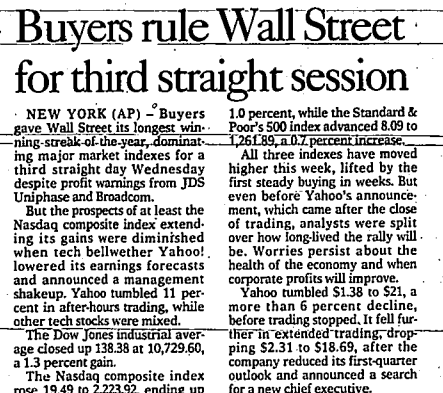 Buyers rule Wall Street
for third straight session
NEW YORK (AP) – Buyers
gave Wall Street its longest win-
ning streak of the year, dominat-
ing major market indexes for a
third straight day Wednesday
despite profit warnings from JDS
Uniphase and Broadcom.
But the prospects of at least the
Nasdaq composite index extend-
ing its gains were diminished
when tech bellwether Yahoo!
lowered its earnings forecasts
and announced a management
shakeup. Yahoo tumbled 11 per-
cent in after-hours trading, while
other tech stocks were mixed.
The Dow Jones industrial aver-
age closed up 138.38 at 10,729.60,
a 1.3 percent gain.
The Nasdaq composite index
rose 19.49 to 2,223.92, ending up
1.0 percent, while the Standard &
Poor's 500 index advanced 8.09 to
1,261.89, a 0.7 percent increase.
All three indexes have moved
higher this week, lifted by the
first steady buying in weeks. But
even before Yahoo's announce-
ment, which came after the close
of trading, analysts were split
over how long-lived the rally will
be. Worries persist about the
health of the economy and when
corporate profits will improve.
Yahoo tumbled $1.38 to $21, a
more than 6 percent decline,
before trading stopped. It fell fur-
ther in extended trading, drop-
ping $2.31 to $18.69, after the
company reduced its first-quarter
outlook and announced a search
for a new chief executive.